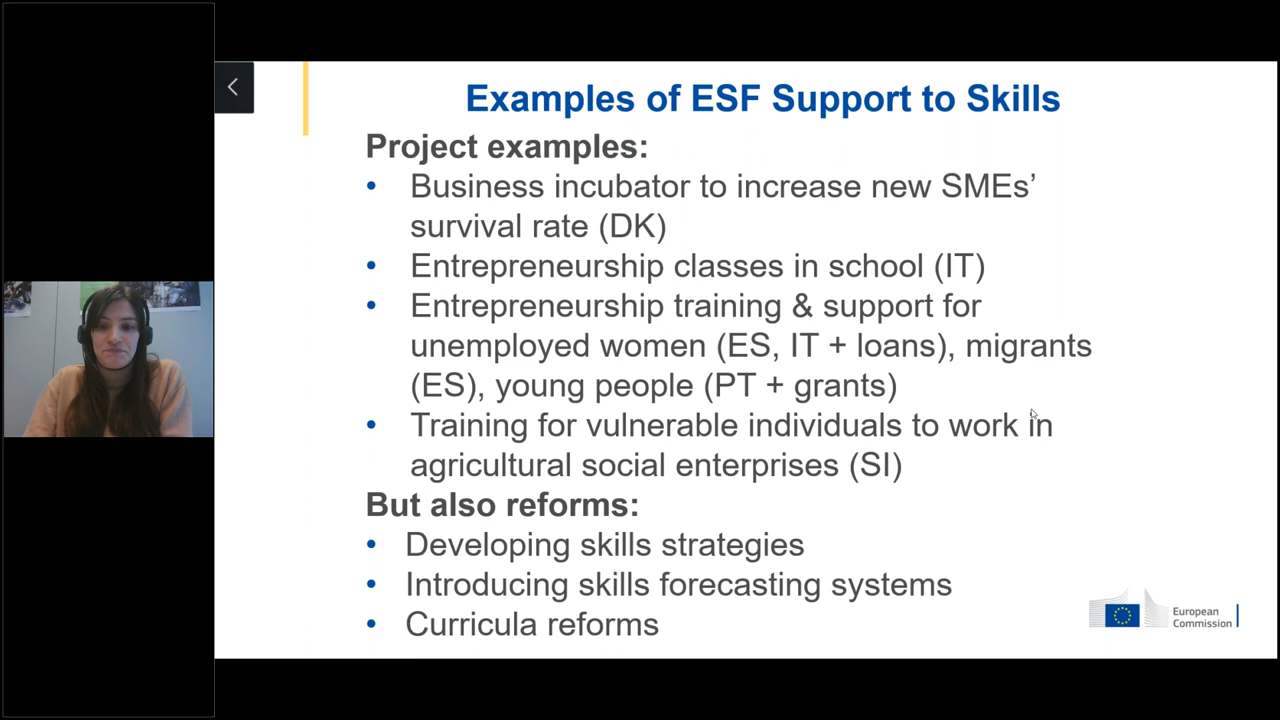 Examples of ESF Support to Skills
Project examples:
• Business incubator to increase new SMEs’
survival rate (DK)
• Entrepreneurship classes in school (IT)
• Entrepreneurship training & support for
unemployed women (ES, IT + loans), migrants
(ES), young people (PT + grants)
• Training for vulnerable individuals to work in
agricultural social enterprises (SI)
But also reforms:
• Developing skills strategies
• Introducing skills forecasting systems
• Curricula reforms
European
Commission